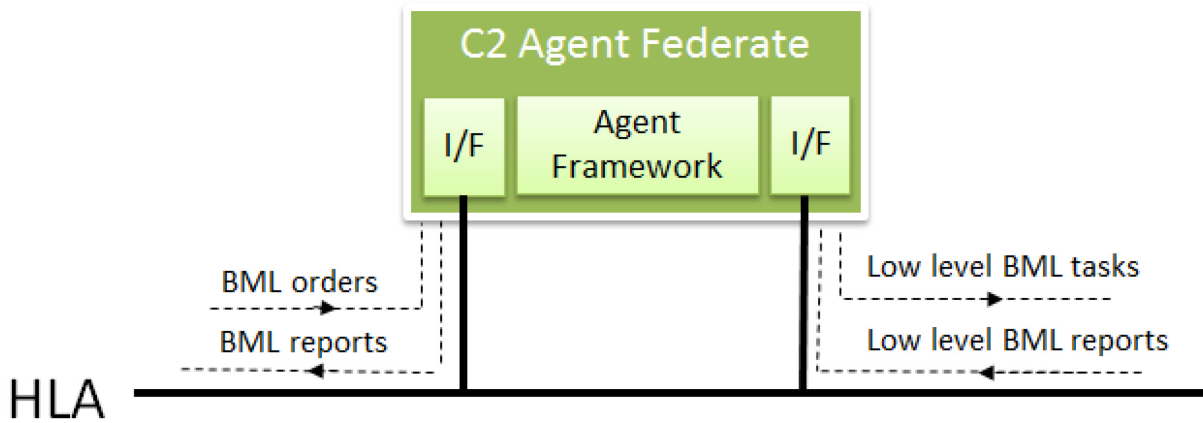 C2 Agent Federate
I/F
Agent
Framework
I/F
BML orders
Low level BML tasks
BML reports
Low level BML reports
HLA